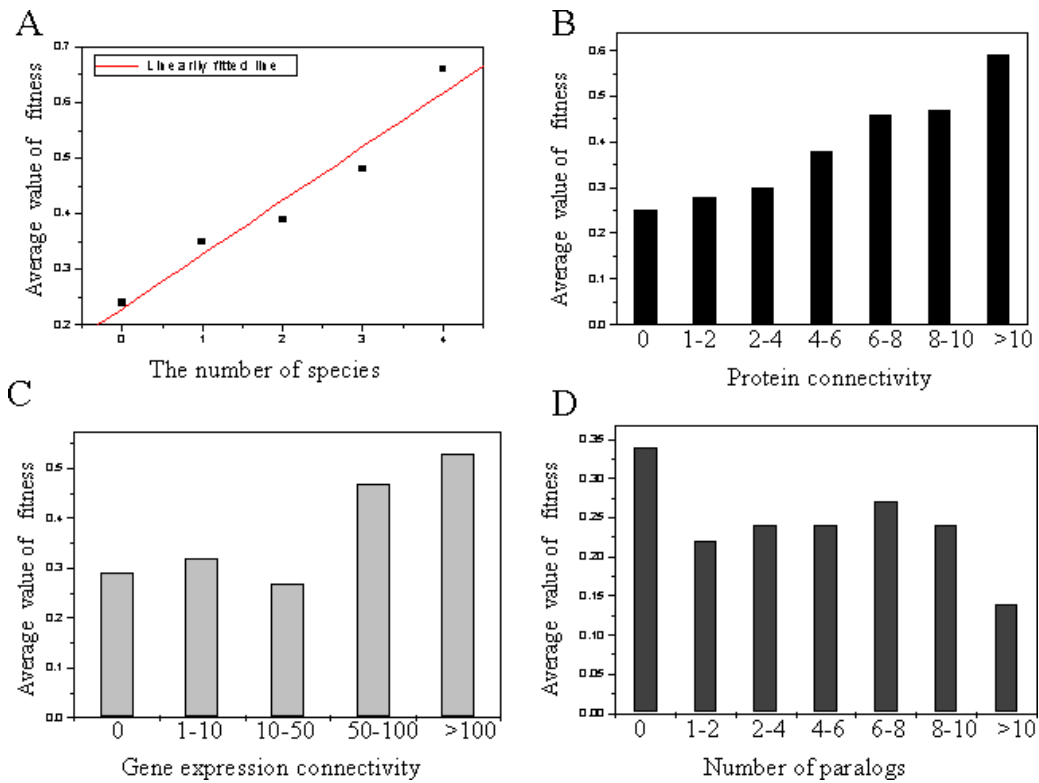 A
Linearily fitted line
Average value of fitness
0.7
0.6
0.5
0.4
0.3
0.2
0 1 2 3 4
The number of species
B
Average value of fitness
0.6
0.5
0.4
0.3
0.2
0.1
0.0
0 1-2 2-4 4-6 6-8 8-10 >10
Protein connectivity
C
Average value of fitness
0.5
0.4
0.3
0.2
0.1
0.0
0 1-10 10-50 50-100 >100
Gene expression connectivity
D
Average value of fitness
0.35
0.30
0.25
0.20
0.15
0.10
0.05
0.00
0 1-2 2-4 4-6 6-8 8-10 >10
Number of paralogs